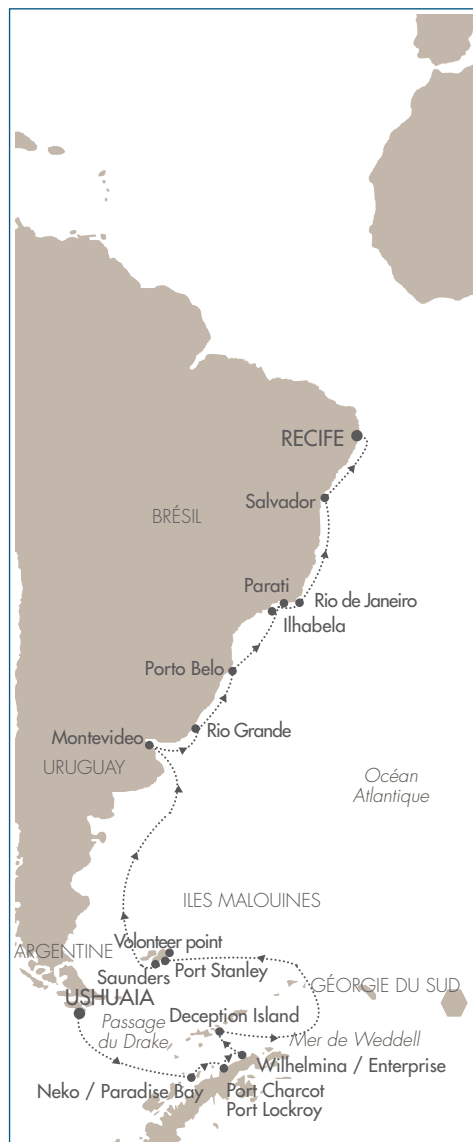 RECIFE
Salvador
BRÉSIL
Parati
Rio de Janeiro
Ilhabela
Porto Belo
Rio Grande
Montevideo
URUGUAY
Océan
Atlantique
ILES MALOUINES
Volonteer point
ARGENTINE
Port Stanley
Saunders
GÉORGIE DU SUD
USHUAIA
Deception Island
Passage
du Drake
Mer de Weddell
Wilhelmina / Enterprise
Neko / Paradise Bay
Port Charcot
Port Lockroy